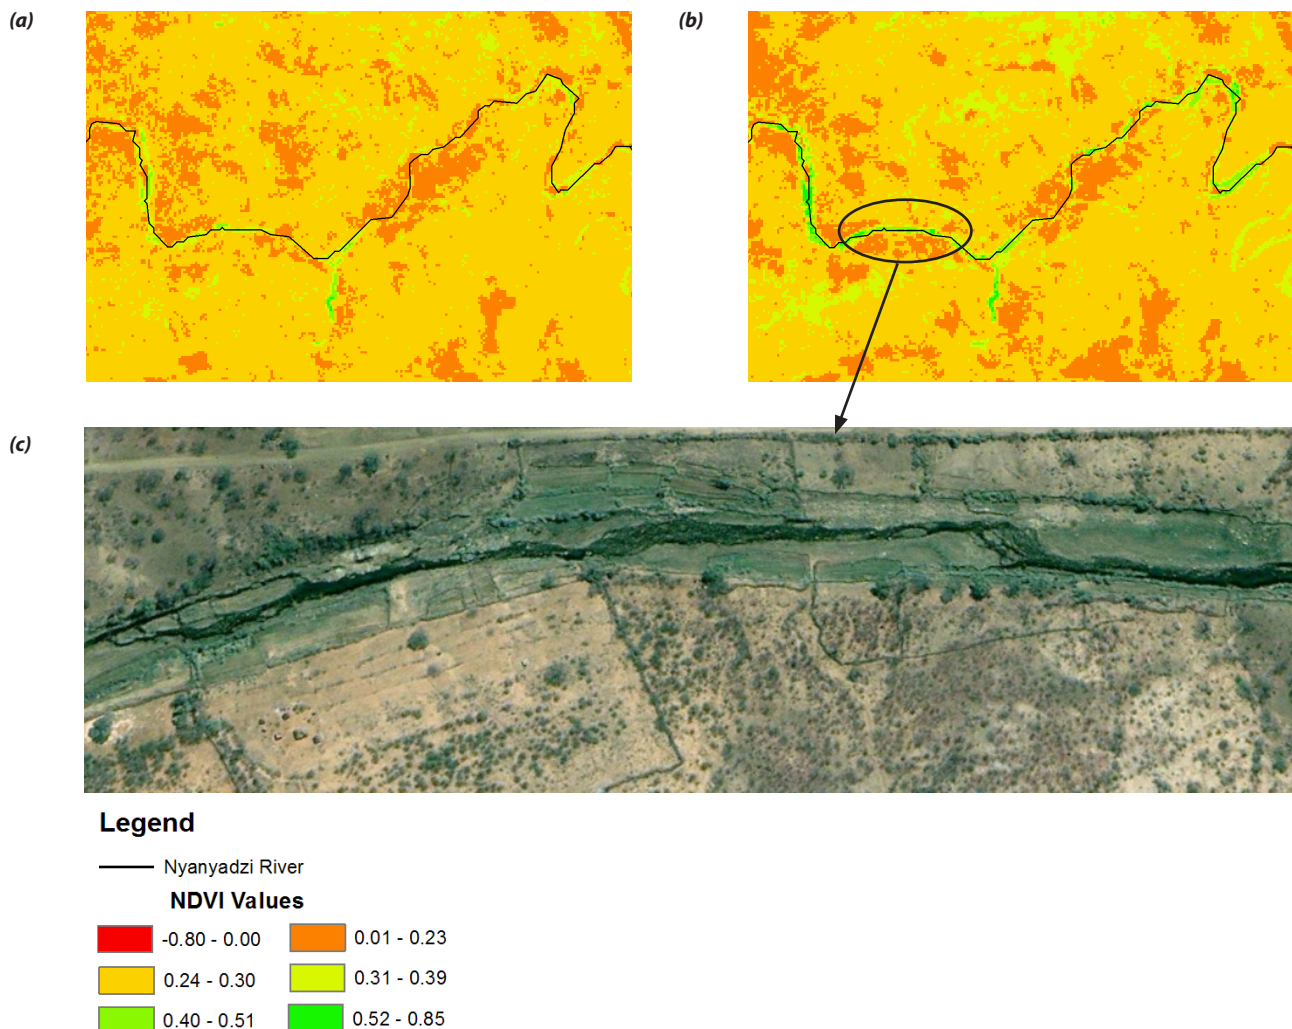 (a)
(b)
(c)
Legend
Nyanyadzi River
NDVI Values
-0.80 - 0.00
0.01 - 0.23
0.24 - 0.30
0.31 - 0.39
0.40 - 0.51
0.52 - 0.85